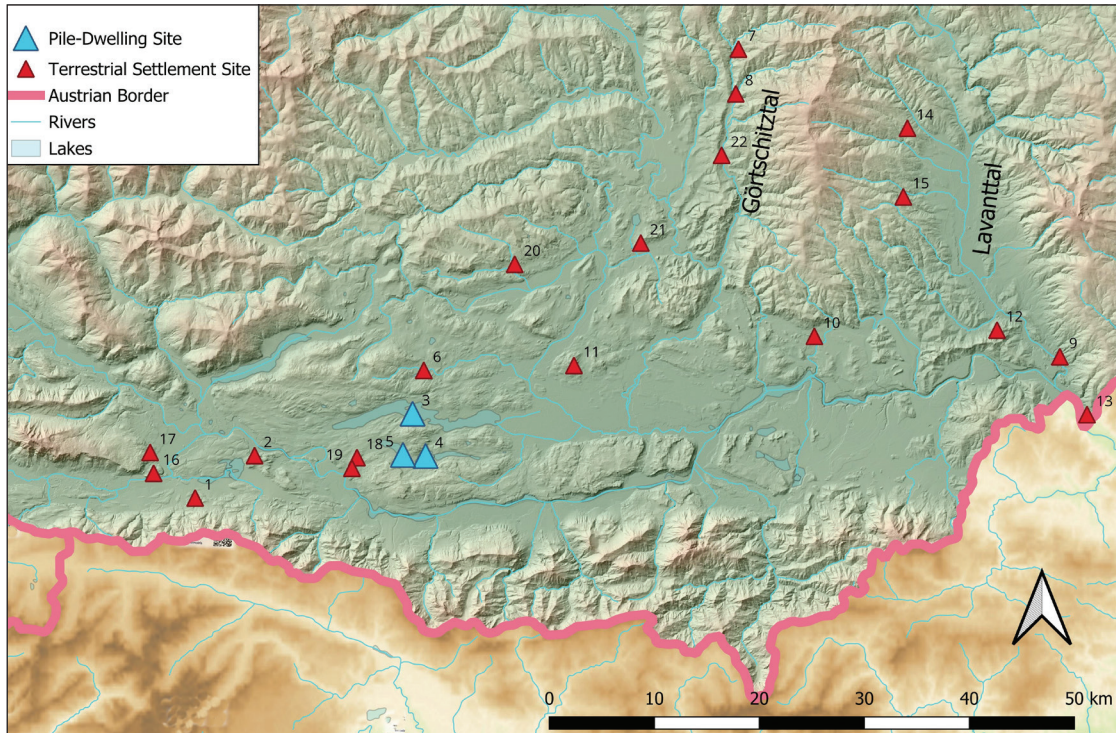 Pile-Dwelling Site
Terrestrial Settlement Site
Austrian Border
Rivers
Lakes
7
8
14
22
Görtschitztal
15
Lavanttal
21
20
12
10
9
6
11
3
13
17
2
18
5
4
16
19
1
0 10 20 30 40 50 km